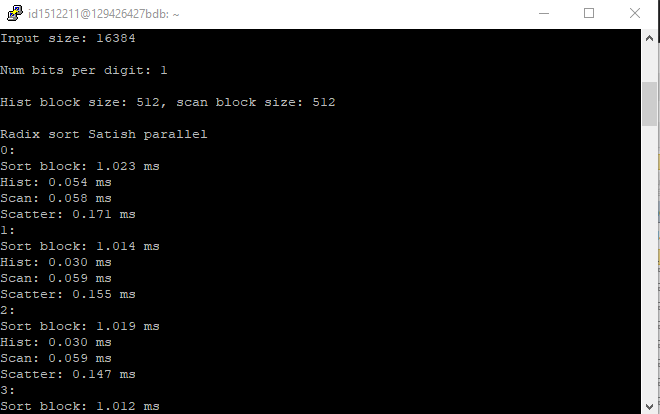 id1512211@129426427bdb: ~
Input size: 16384
Num bits per digit: 1
Hist block size: 512, scan block size: 512
Radix sort Satish parallel
0:
Sort block: 1.023 ms
Hist: 0.054 ms
Scan: 0.058 ms
Scatter: 0.171 ms
1:
Sort block: 1.014 ms
Hist: 0.030 ms
Scan: 0.059 ms
Scatter: 0.155 ms
2:
Sort block: 1.019 ms
Hist: 0.030 ms
Scan: 0.059 ms
Scatter: 0.147 ms
3:
Sort block: 1.012 ms